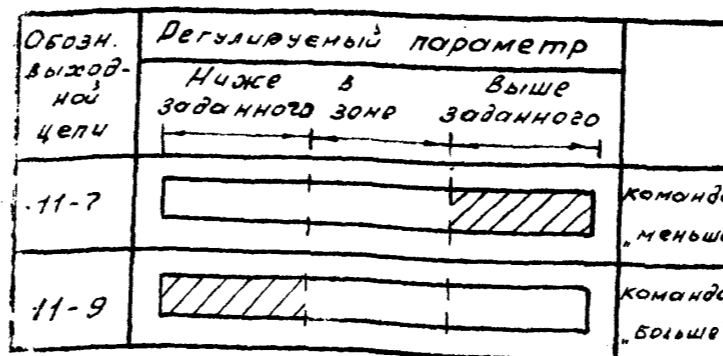 Обозн.
выход-
ной
цепи
Регулируемый параметр
Ниже
заданного
в
зоне
Выше
заданного
11-7
команда
"меньше
11-9
команда
"больше